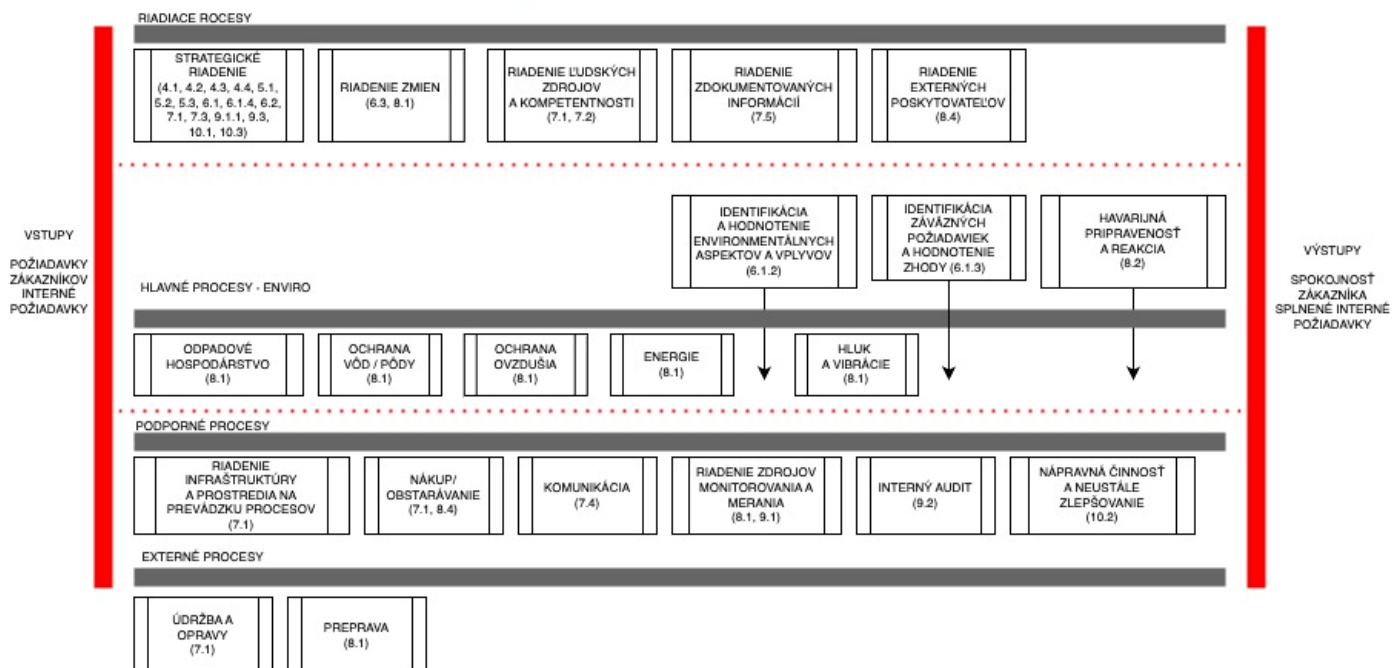 RIADIACE ROCESY
STRATEGICKÉ
RIADENIE
(4.1, 4.2, 4.3, 4.4, 5.1,
5.2, 5.3, 6.1, 6.1.4, 6.2,
7.1, 7.3, 9.1.1, 9.3,
10.1, 10.3)
RIADENIE ZMIEN
(6.3, 8.1)
RIADENIE ĽUDSKÝCH
ZDROJOV
A KOMPETENTNOSTI
(7.1, 7.2)
RIADENIE
ZDOKUMENTOVANÝCH
INFORMÁCIÍ
(7.5)
RIADENIE
EXTERNÝCH
POSKYTOVATEĽOV
(8.4)
VSTUPY
POŽIADAVKY
ZÁKAZNÍKOV
INTERNÉ
POŽIADAVKY
IDENTIFIKÁCIA
A HODNOTENIE
ENVIRONMENTÁLNYCH
ASPEKTOV A VPLYVOV
(6.1.2)
IDENTIFIKÁCIA
ZÁVÄZNÝCH
POŽIADAVIEK
A HODNOTENIE
ZHODY (6.1.3)
HAVARIJNÁ
PRIPRAVENOSŤ
A REAKCIA
(8.2)
VÝSTUPY
SPOKOJNOSŤ
ZÁKAZNÍKA
SPLNENÉ INTERNÉ
POŽIADAVKY
HLAVNÉ PROCESY - ENVIRO
ODPADOVÉ
HOSPODÁRSTVO
(8.1)
OCHRANA
VÔD / PÔDY
(8.1)
OCHRANA
OVZDUŠIA
(8.1)
ENERGIE
(8.1)
HLUK
A VIBRÁCIE
(8.1)
PODPORNÉ PROCESY
RIADENIE
INFRAŠTRUKTÚRY
A PROSTREDIA NA
PREVÁDZKU PROCESOV
(7.1)
NÁKUP/
OBSTARÁVANIE
(7.1, 8.4)
KOMUNIKÁCIA
(7.4)
RIADENIE ZDROJOV
MONITOROVANIA A
MERANIA
(8.1, 9.1)
INTERNÝ AUDIT
(9.2)
NÁPRAVNÁ ČINNOSŤ
A NEUSTÁLE
ZLEPŠOVANIE
(10.2)
EXTERNÉ PROCESY
ÚDRŽBA A
OPRAVY
(7.1)
PREPRAVA
(8.1)